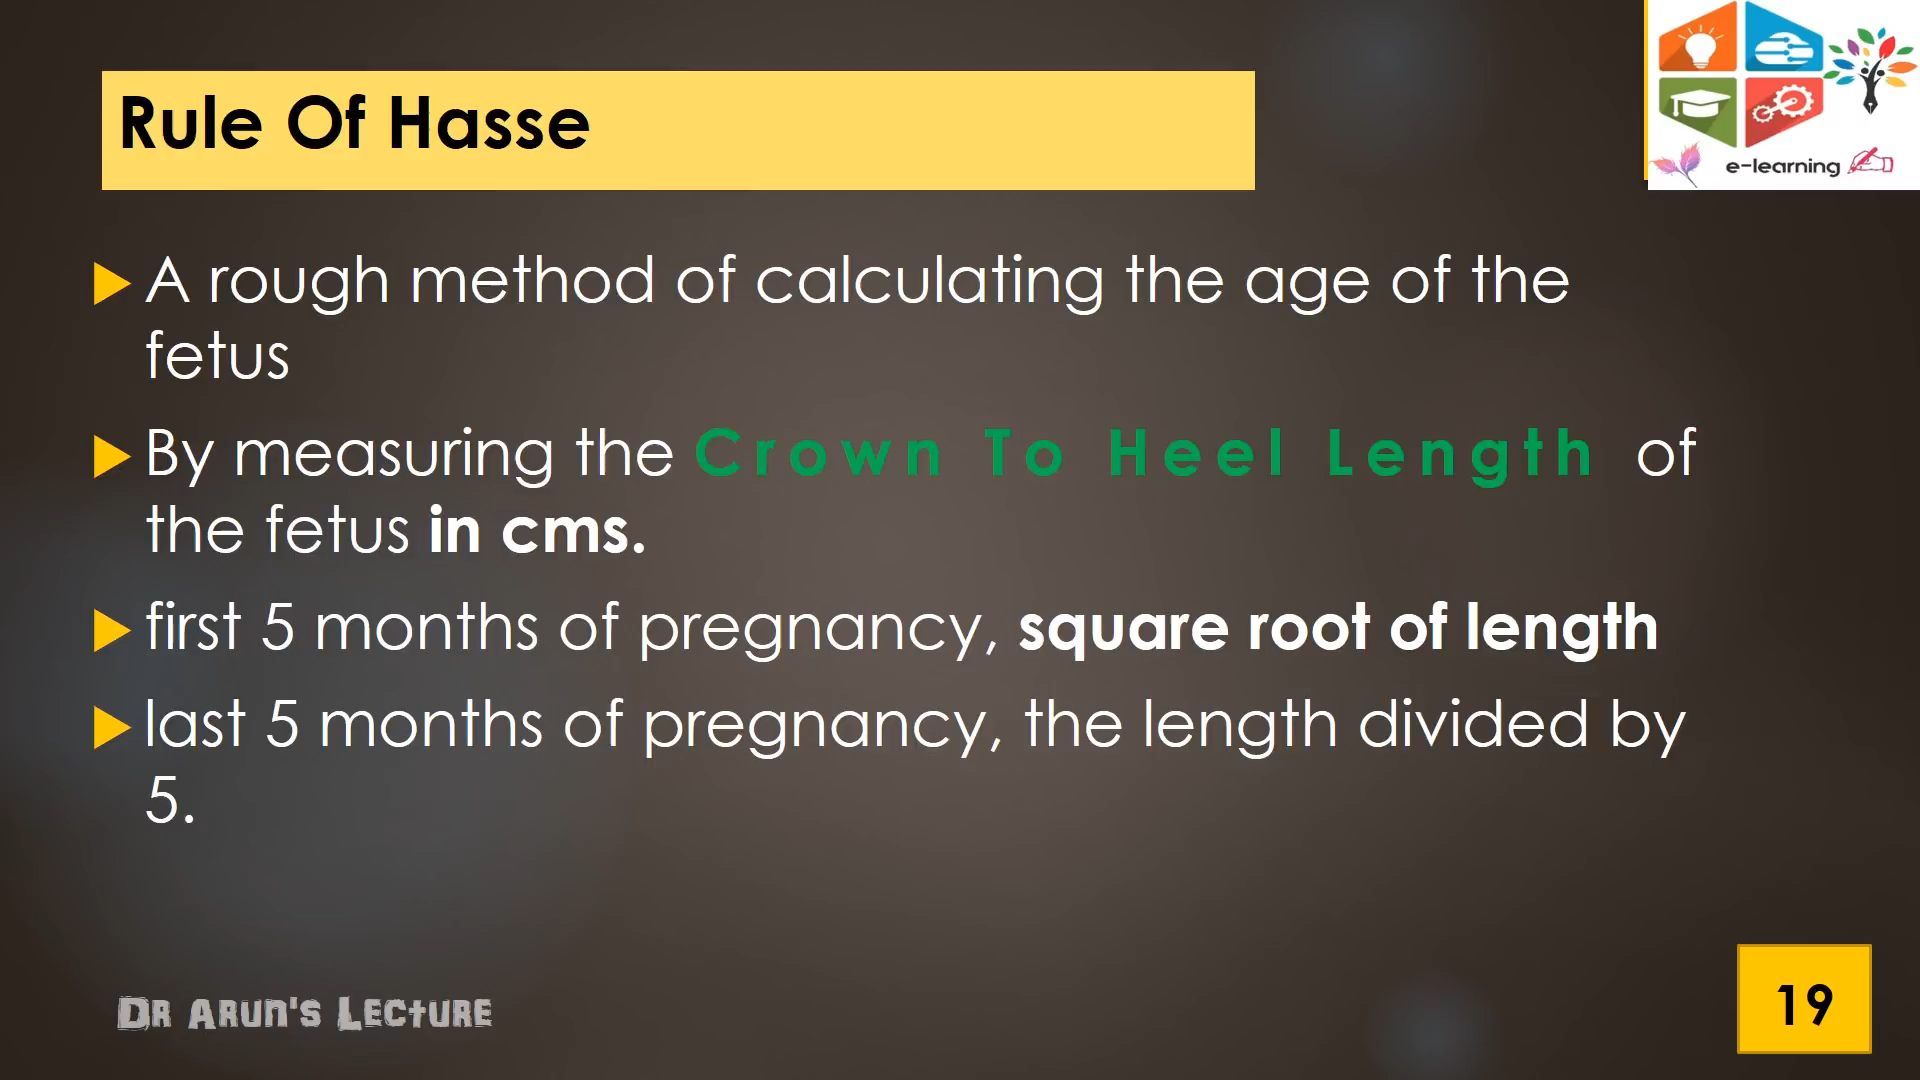 Rule Of Hasse
e-learning
A rough method of calculating the age of the
fetus
By measuring the Crown To Heel Length of
the fetus in cms.
first 5 months of pregnancy, square root of length
last 5 months of pregnancy, the length divided by
5.
Dr Arun's Lecture
19